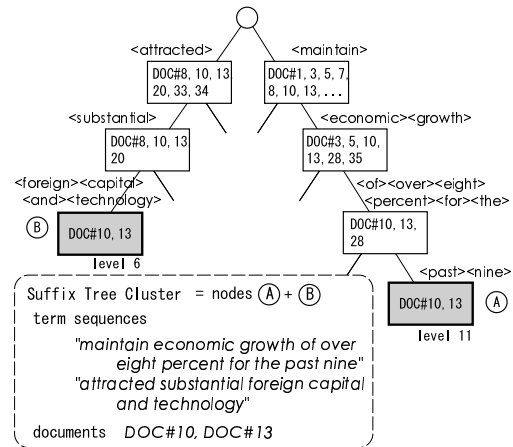 <attracted>
<maintain>
DOC#8, 10, 13
20, 33, 34
DOC#1, 3, 5, 7,
8, 10, 13, ...
<substantial>
<economic><growth>
DOC#8, 10, 13
20
DOC#3, 5, 10,
13, 28, 35
<foreign><capital>
<and><technology>
<of><over><eight>
<percent><for><the>
B
DOC#10, 13
level 6
DOC#10, 13,
28
<past><nine>
DOC#10, 13
A
level 11
Suffix Tree Cluster = nodes A + B
term sequences
"maintain economic growth of over
eight percent for the past nine"
"attracted substantial foreign capital
and technology"
documents DOC#10, DOC#13